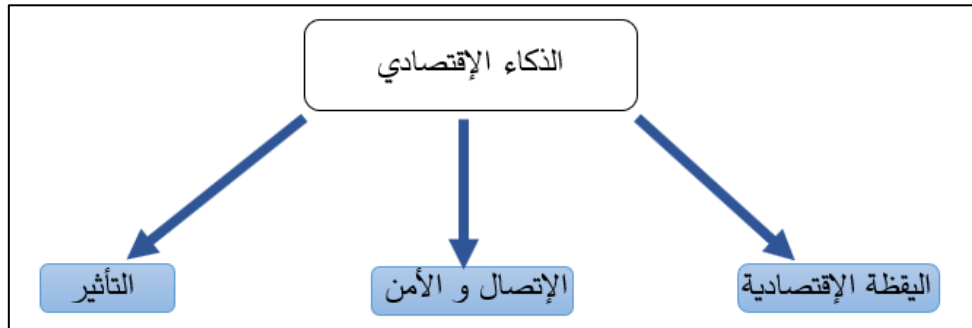 الذكاء الإقتصادي
اليقظة الإقتصادية
الإتصال و الأمن
التأثير